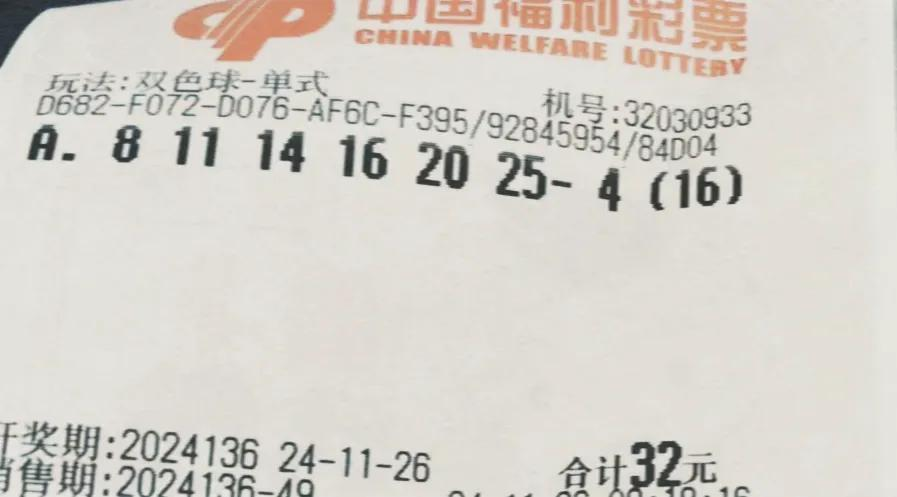 中国福利彩票
CHINA WELFARE LOTTERY
玩法:双色球-单式
机号:32030933
D682-F072-D076-AF6C-F395/92845954/84D04
A. 8 11 14 16 20 25- 4 (16)
开奖期:2024136 24-11-26
合计32元
销售期:2024136-49